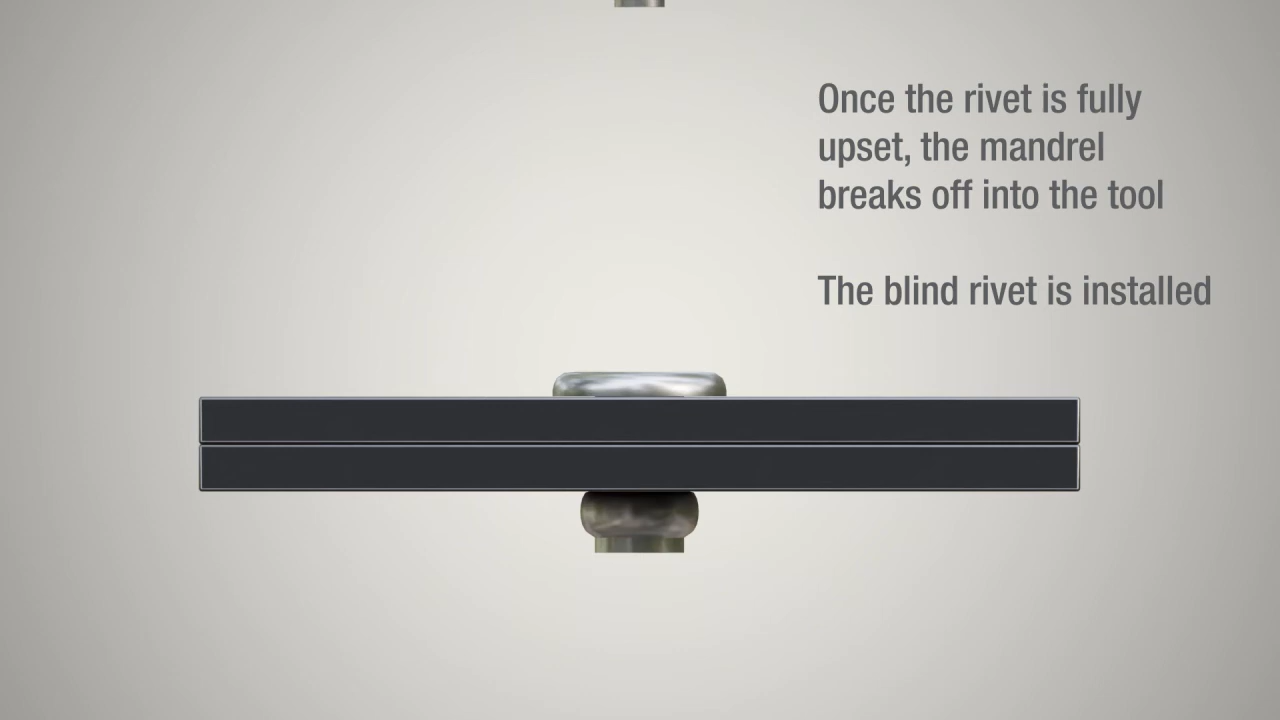 Once the rivet is fully
upset, the mandrel
breaks off into the tool
The blind rivet is installed